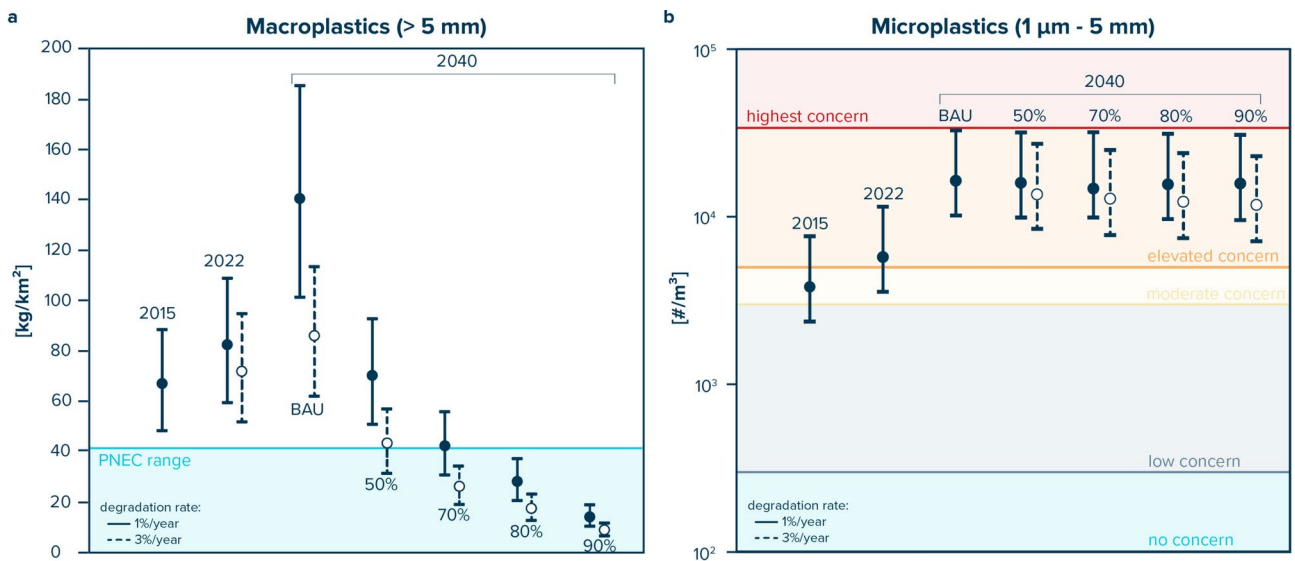 a
Macroplastics (> 5 mm)
200
180
160
140
120
100
80
60
40
20
0
[kg/km²]
2040
2015
2022
BAU
50%
70%
80%
90%
PNEC range
degradation rate:
1%/year
3%/year
b
Microplastics (1 µm - 5 mm)
10⁵
10⁴
10³
10²
[#/m³]
2040
highest concern
BAU
50%
70%
80%
90%
2022
2015
elevated concern
moderate concern
low concern
degradation rate:
1%/year
3%/year
no concern